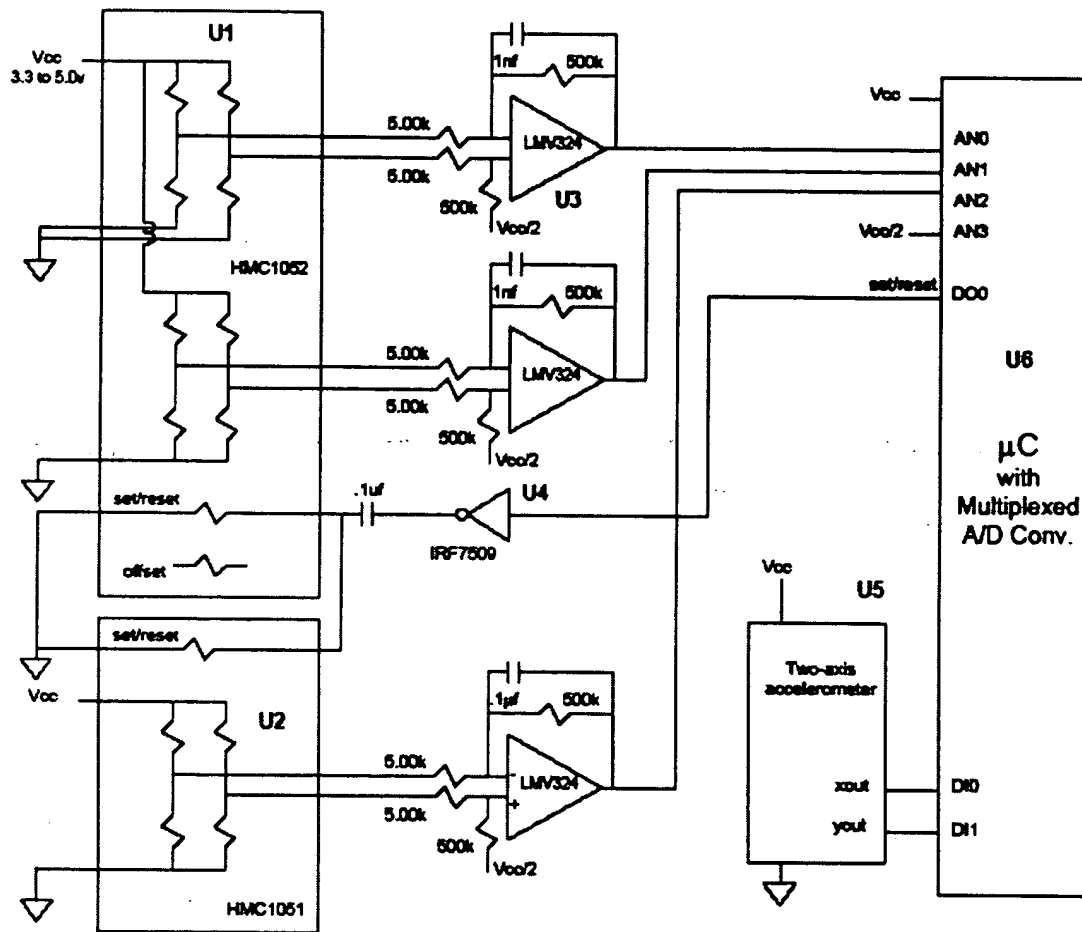 U1
Vcc
3.3 to 5.0v
HMC1052
1nf
500k
5.00k
5.00k
LMV324
U3
500k
Vcc/2
1nf
500k
5.00k
5.00k
LMV324
500k
Vcc/2
set/reset
offset
.1uf
U4
IRF7509
set/reset
Vcc
U2
HMC1051
.1µf
500k
5.00k
5.00k
-
+
LMV324
500k
Vcc/2
Vcc
U5
Two-axis
accelerometer
xout
yout
Vcc
AN0
AN1
AN2
Vcc/2
AN3
set/reset
DO0
U6
µC
with
Multiplexed
A/D Conv.
DI0
DI1